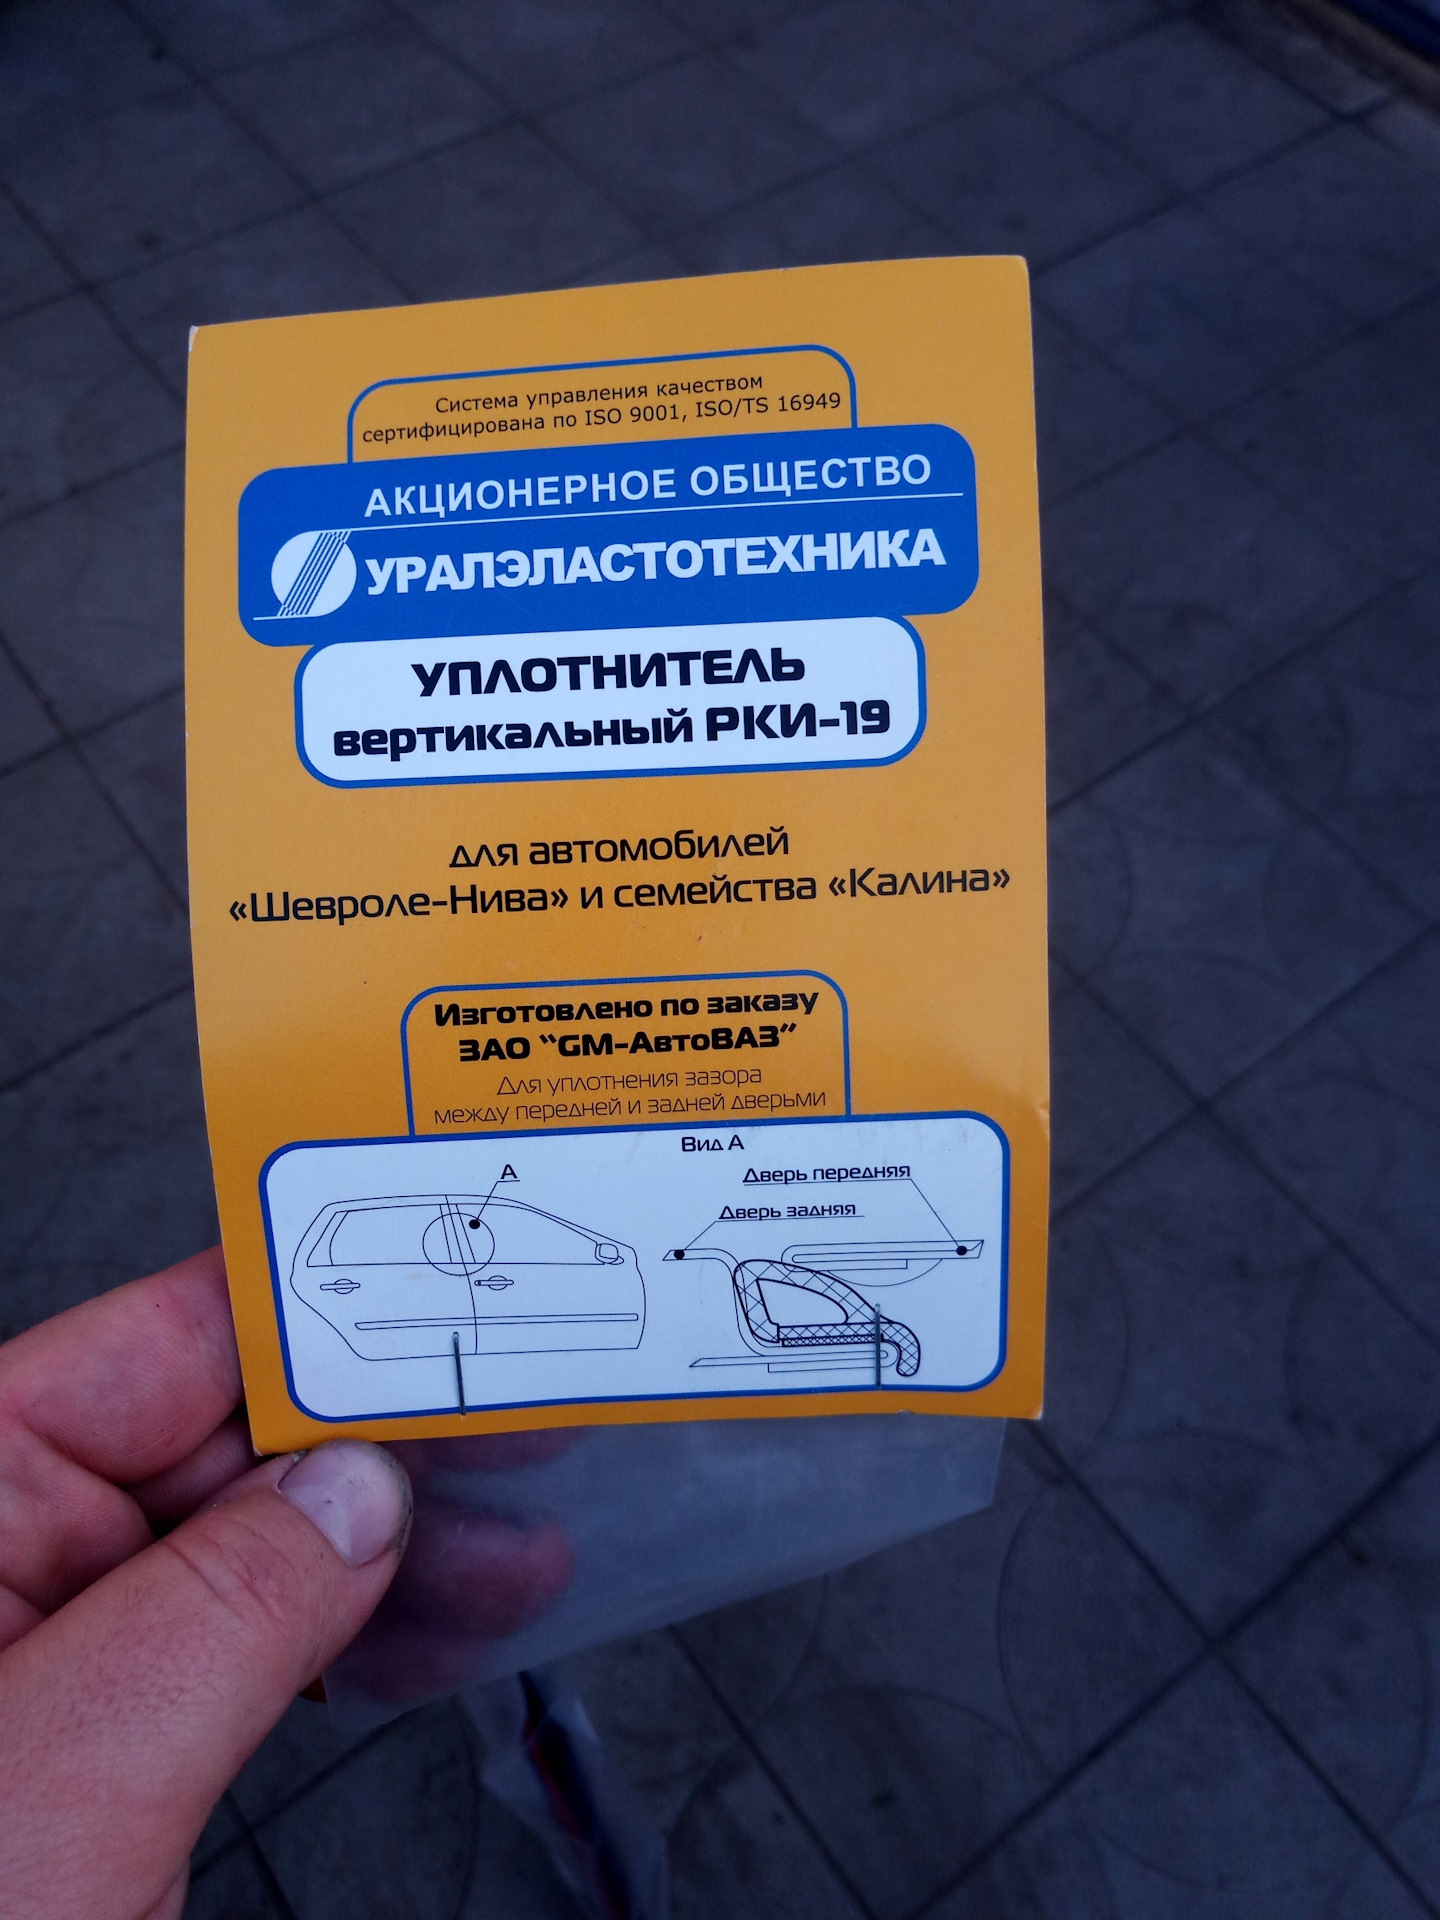 Система управления качеством
сертифицирована по ISO 9001, ISO/TS 16949
АКЦИОНЕРНОЕ ОБЩЕСТВО
УРАЛЭЛАСТОТЕХНИКА
УПЛОТНИТЕЛЬ
вертикальный РКИ-19
для автомобилей
«Шевроле-Нива» и семейства «Калина»
Изготовлено по заказу
ЗАО "GM-АвтоВАЗ"
Для уплотнения зазора
между передней и задней дверьми
Вид А
А
Дверь передняя
Дверь задняя